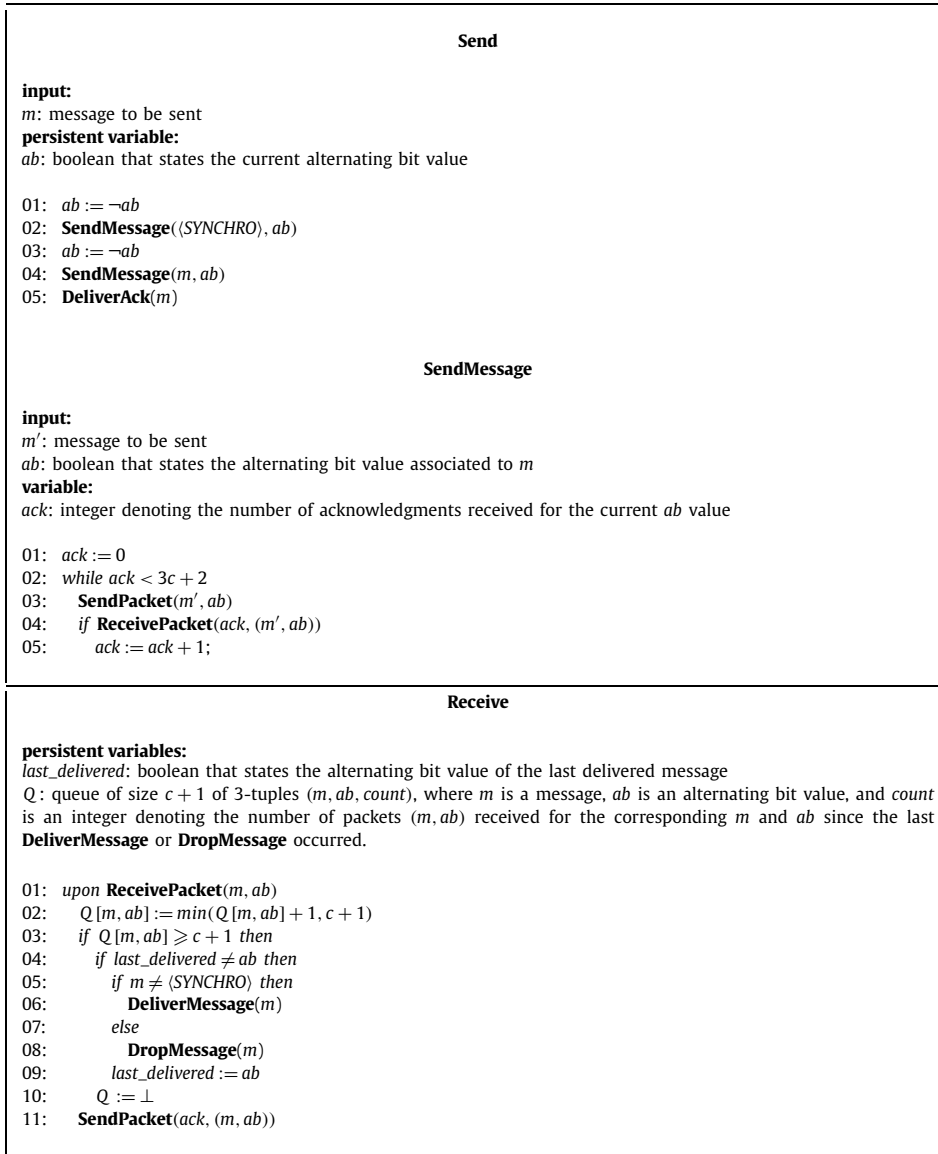 Send
input:
m: message to be sent
persistent variable:
ab: boolean that states the current alternating bit value
01: ab := ¬ab
02: SendMessage(⟨SYNCHRO⟩, ab)
03: ab := ¬ab
04: SendMessage(m, ab)
05: DeliverAck(m)
SendMessage
input:
m′: message to be sent
ab: boolean that states the alternating bit value associated to m
variable:
ack: integer denoting the number of acknowledgments received for the current ab value
01: ack := 0
02: while ack < 3c + 2
03: SendPacket(m′, ab)
04: if ReceivePacket(ack, (m′, ab))
05: ack := ack + 1;
Receive
persistent variables:
last_delivered: boolean that states the alternating bit value of the last delivered message
Q: queue of size c + 1 of 3-tuples (m, ab, count), where m is a message, ab is an alternating bit value, and count
is an integer denoting the number of packets (m, ab) received for the corresponding m and ab since the last
DeliverMessage or DropMessage occurred.
01: upon ReceivePacket(m, ab)
02: Q[m, ab] := min(Q[m, ab] + 1, c + 1)
03: if Q[m, ab] ⩾ c + 1 then
04: if last_delivered ≠ ab then
05: if m ≠ ⟨SYNCHRO⟩ then
06: DeliverMessage(m)
07: else
08: DropMessage(m)
09: last_delivered := ab
10: Q := ⊥
11: SendPacket(ack, (m, ab))